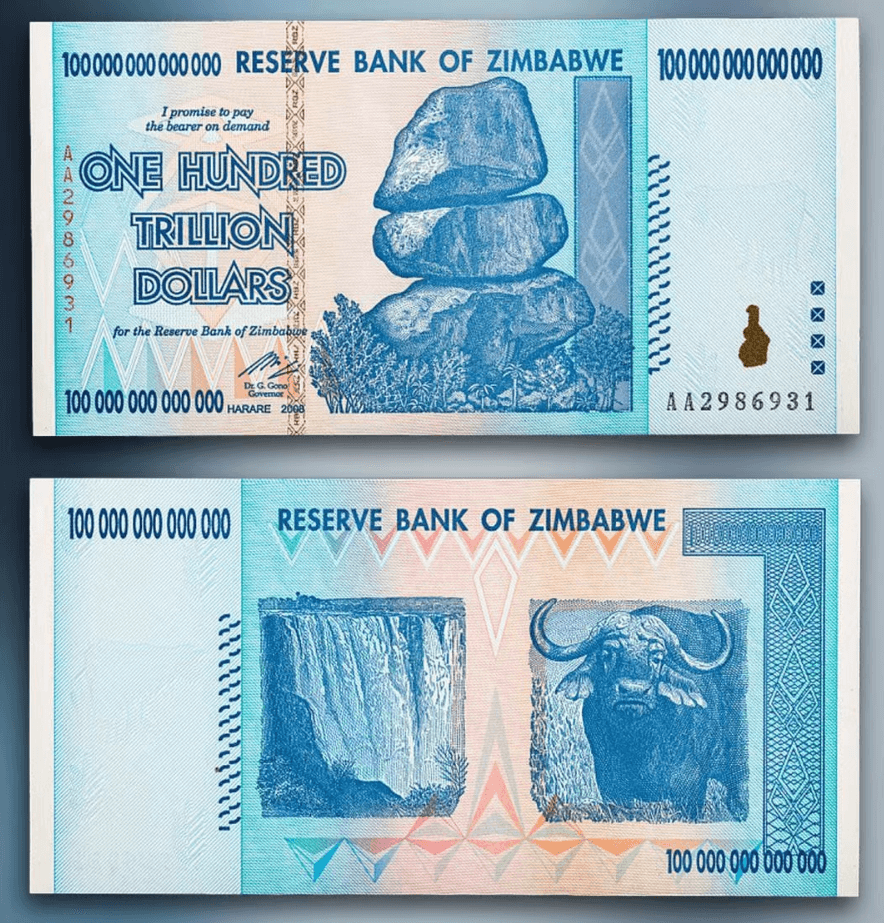 100 000 000 000 000 RESERVE BANK OF ZIMBABWE 100 000 000 000 000
I promise to pay
the bearer on demand
ONE HUNDRED
TRILLION
DOLLARS
for the Reserve Bank of Zimbabwe
Dr. G. Gono
Governor
100 000 000 000 000 HARARE 2008
AA2986931
AA2986931
100 000 000 000 000 RESERVE BANK OF ZIMBABWE
100 000 000 000 000